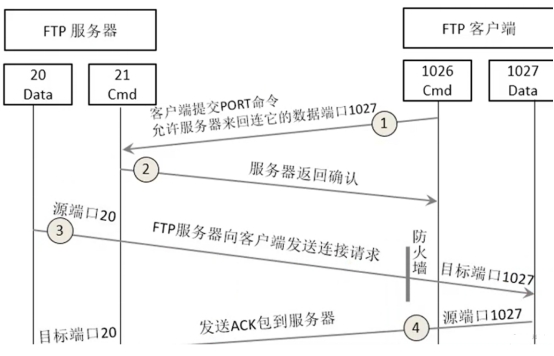 FTP 服务器
FTP 客户端
20
Data
21
Cmd
1026
Cmd
1027
Data
客户端提交PORT命令
允许服务器来回连它的数据端口1027
1
2
服务器返回确认
源端口20
3
FTP服务器向客户端发送连接请求
防火墙
目标端口1027
源端口1027
4
发送ACK包到服务器
目标端口20